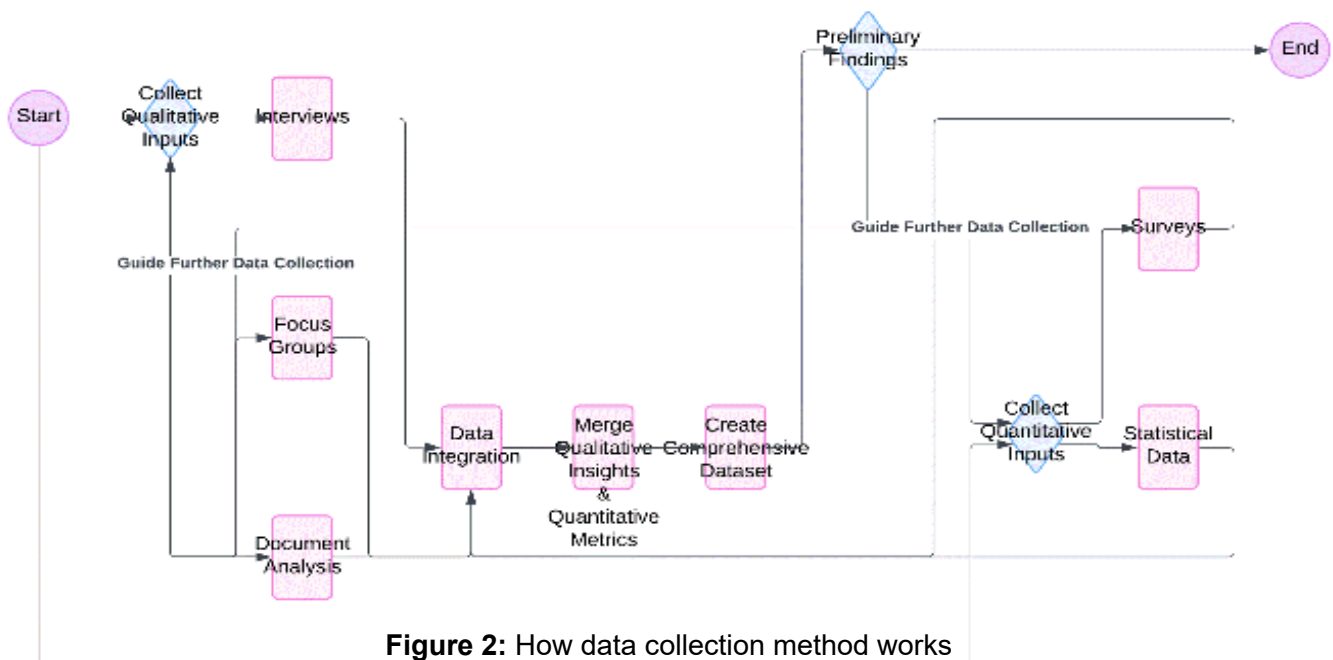 Preliminary
Findings
End
Start
Collect
Qualitative
Inputs
Interviews
Guide Further Data Collection
Surveys
Guide Further Data Collection
Focus
Groups
Data
Integration
Merge
Qualitative
Insights
&
Quantitative
Metrics
Create
Comprehensive
Dataset
Collect
Quantitative
Inputs
Statistical
Data
Document
Analysis
Figure 2: How data collection method works